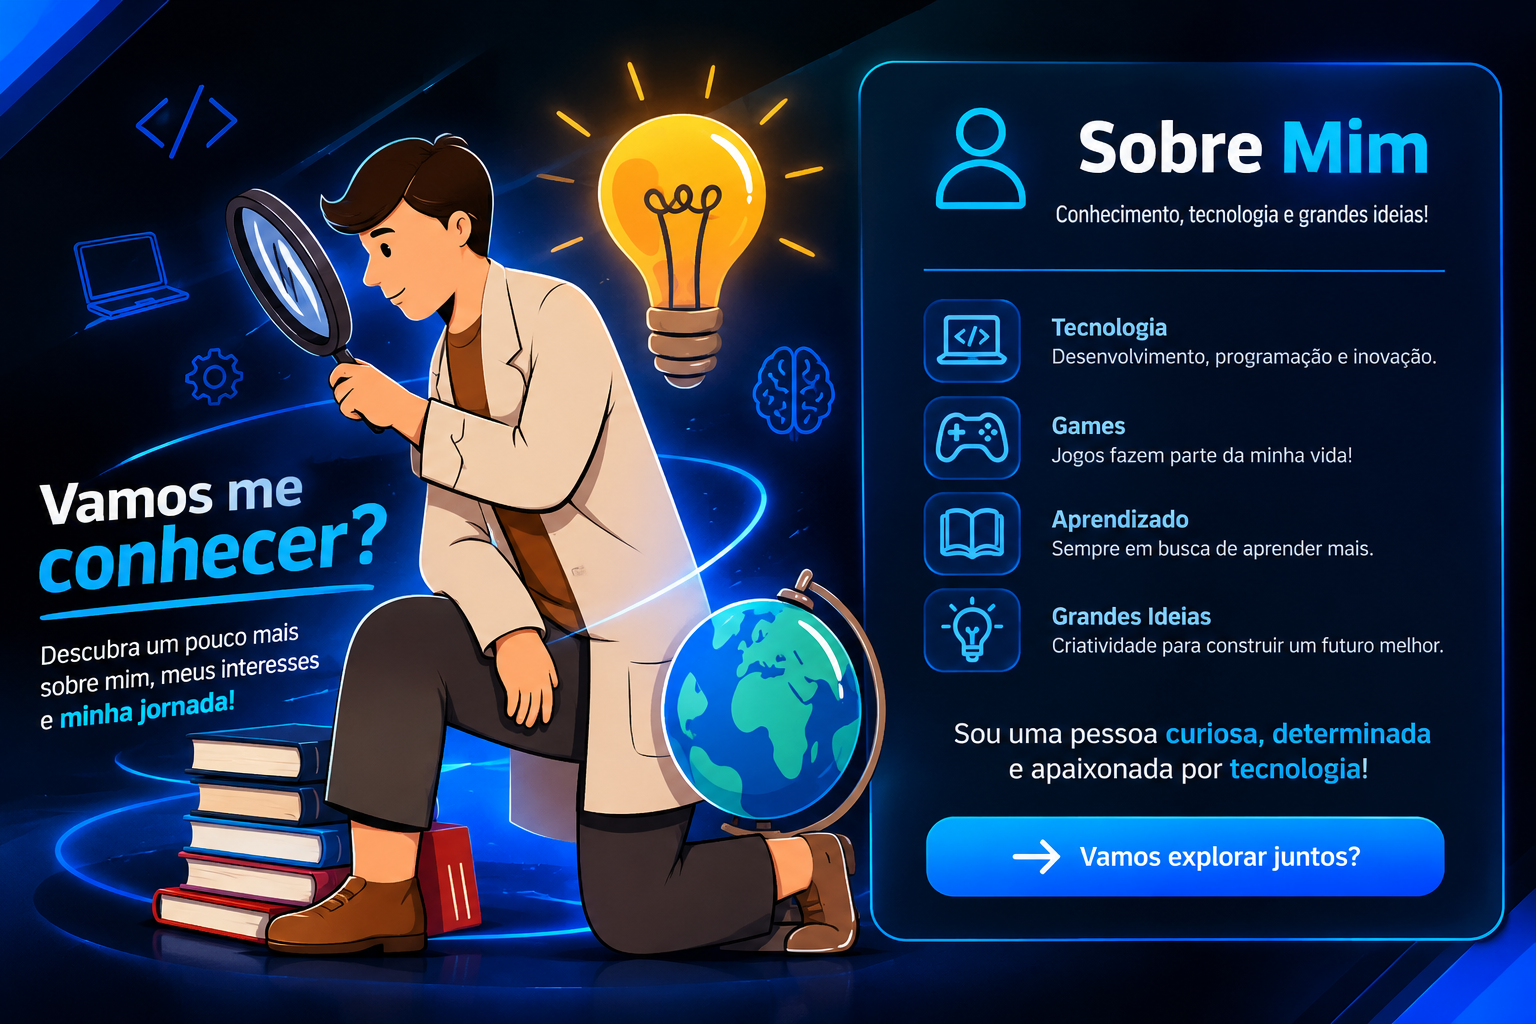 Vamos me
conhecer?
Descubra um pouco mais
sobre mim, meus interesses
e minha jornada!
Sobre Mim
Conhecimento, tecnologia e grandes ideias!
Tecnologia
Desenvolvimento, programação e inovação.
Games
Jogos fazem parte da minha vida!
Aprendizado
Sempre em busca de aprender mais.
Grandes Ideias
Criatividade para construir um futuro melhor.
Sou uma pessoa curiosa, determinada
e apaixonada por tecnologia!
Vamos explorar juntos?